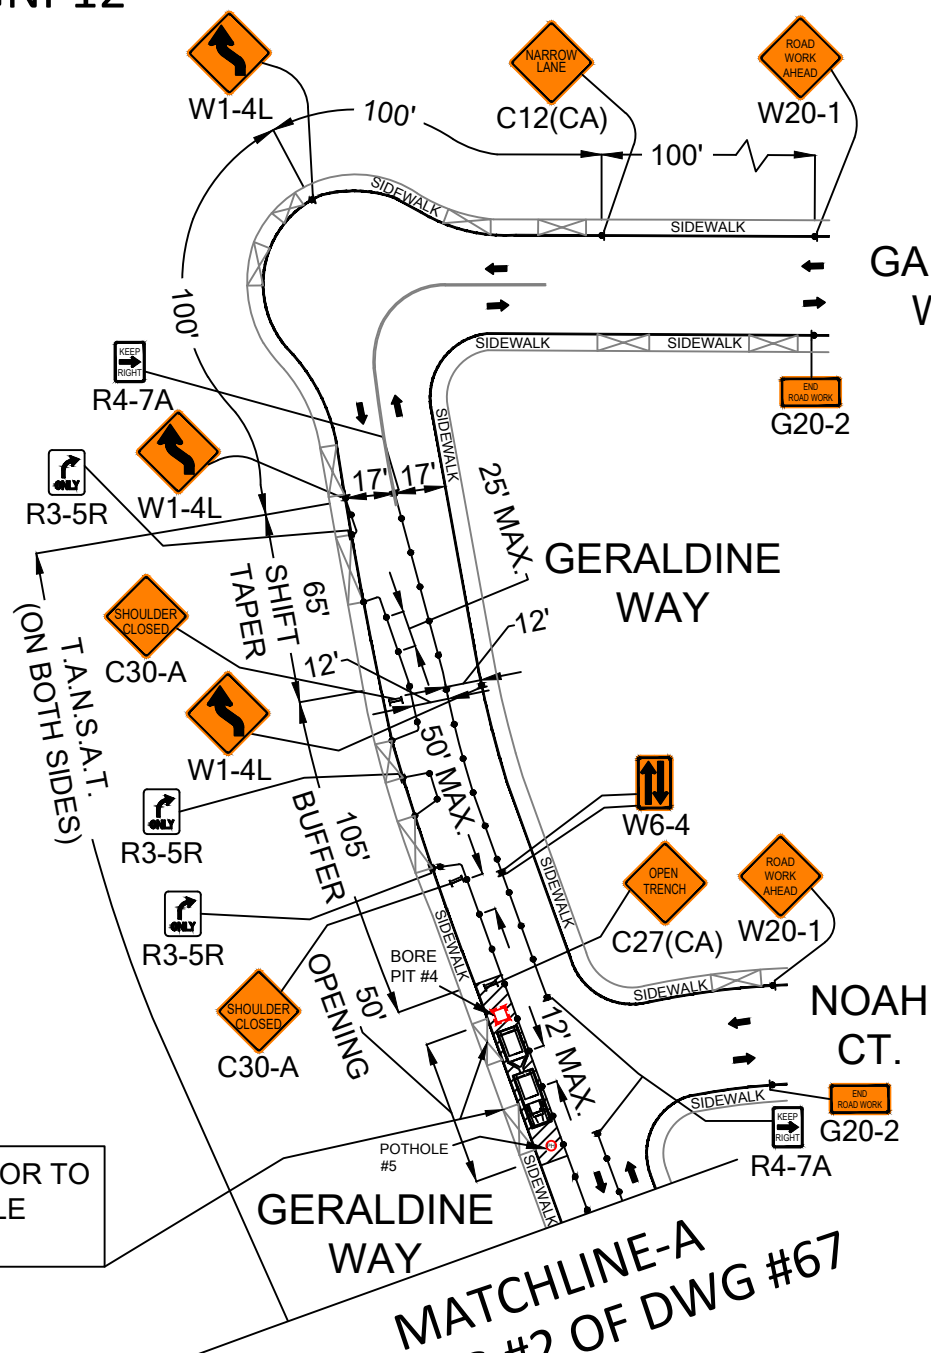 W1-4L
NARROW
LANE
C12(CA)
ROAD
WORK
AHEAD
W20-1
100'
100'
SIDEWALK
SIDEWALK
100'
KEEP
RIGHT
R4-7A
SIDEWALK
SIDEWALK
END
ROAD WORK
G20-2
SIDEWALK
ONLY
R3-5R
W1-4L
17'
17'
25' MAX.
GERALDINE
WAY
65'
SHIFT
TAPER
SHOULDER
CLOSED
C30-A
12'
12'
T.A.N.S.A.T.
(ON BOTH SIDES)
W1-4L
50' MAX.
105'
BUFFER
ONLY
R3-5R
W6-4
SIDEWALK
OPEN
TRENCH
C27(CA)
ROAD
WORK
AHEAD
W20-1
ONLY
R3-5R
SIDEWALK
BORE
PIT #4
SIDEWALK
NOAH
CT.
SHOULDER
CLOSED
C30-A
50'
OPENING
12' MAX.
SIDEWALK
END
ROAD WORK
G20-2
KEEP
RIGHT
R4-7A
POTHOLE
#5
SIDEWALK
OR TO
GERALDINE
WAY
MATCHLINE-A
#2 OF DWG #67